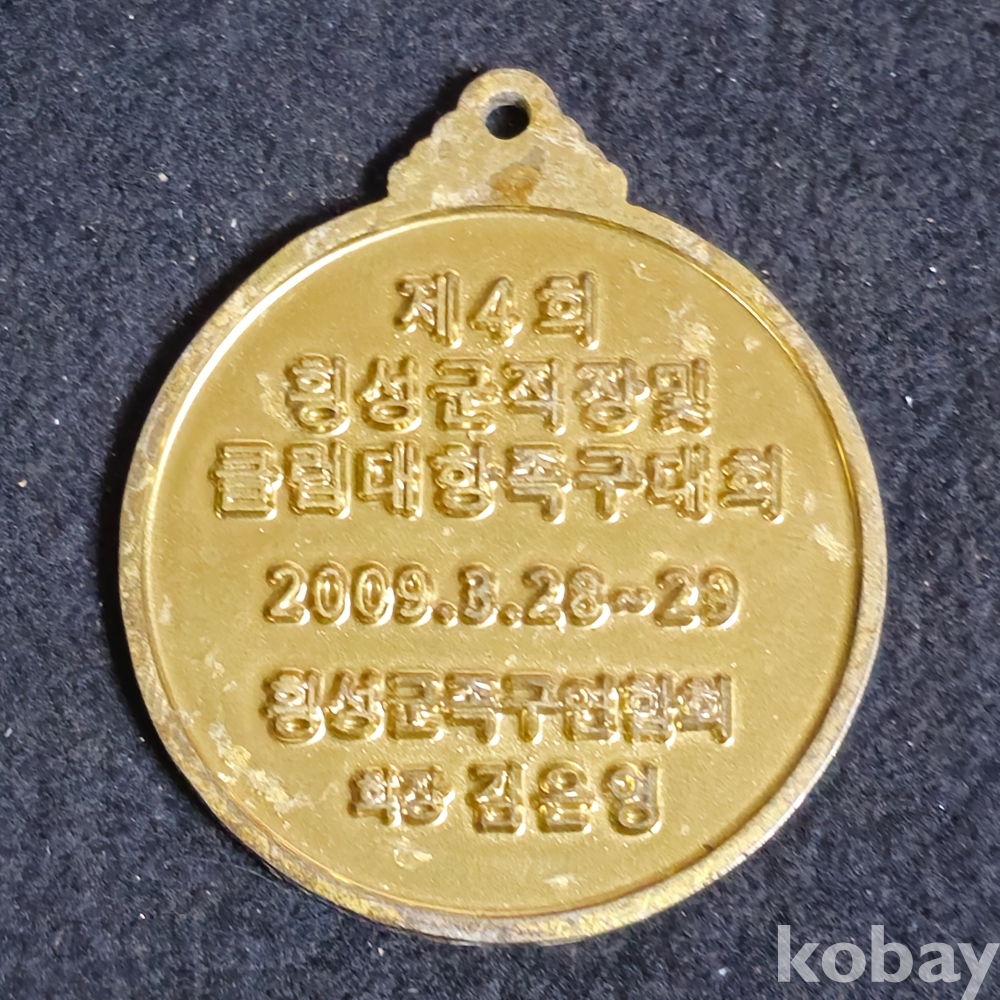 제4회
횡성군직장및
클럽대항족구대회
2009.3.28~29
횡성군족구연합회
회장 김은영
kobay